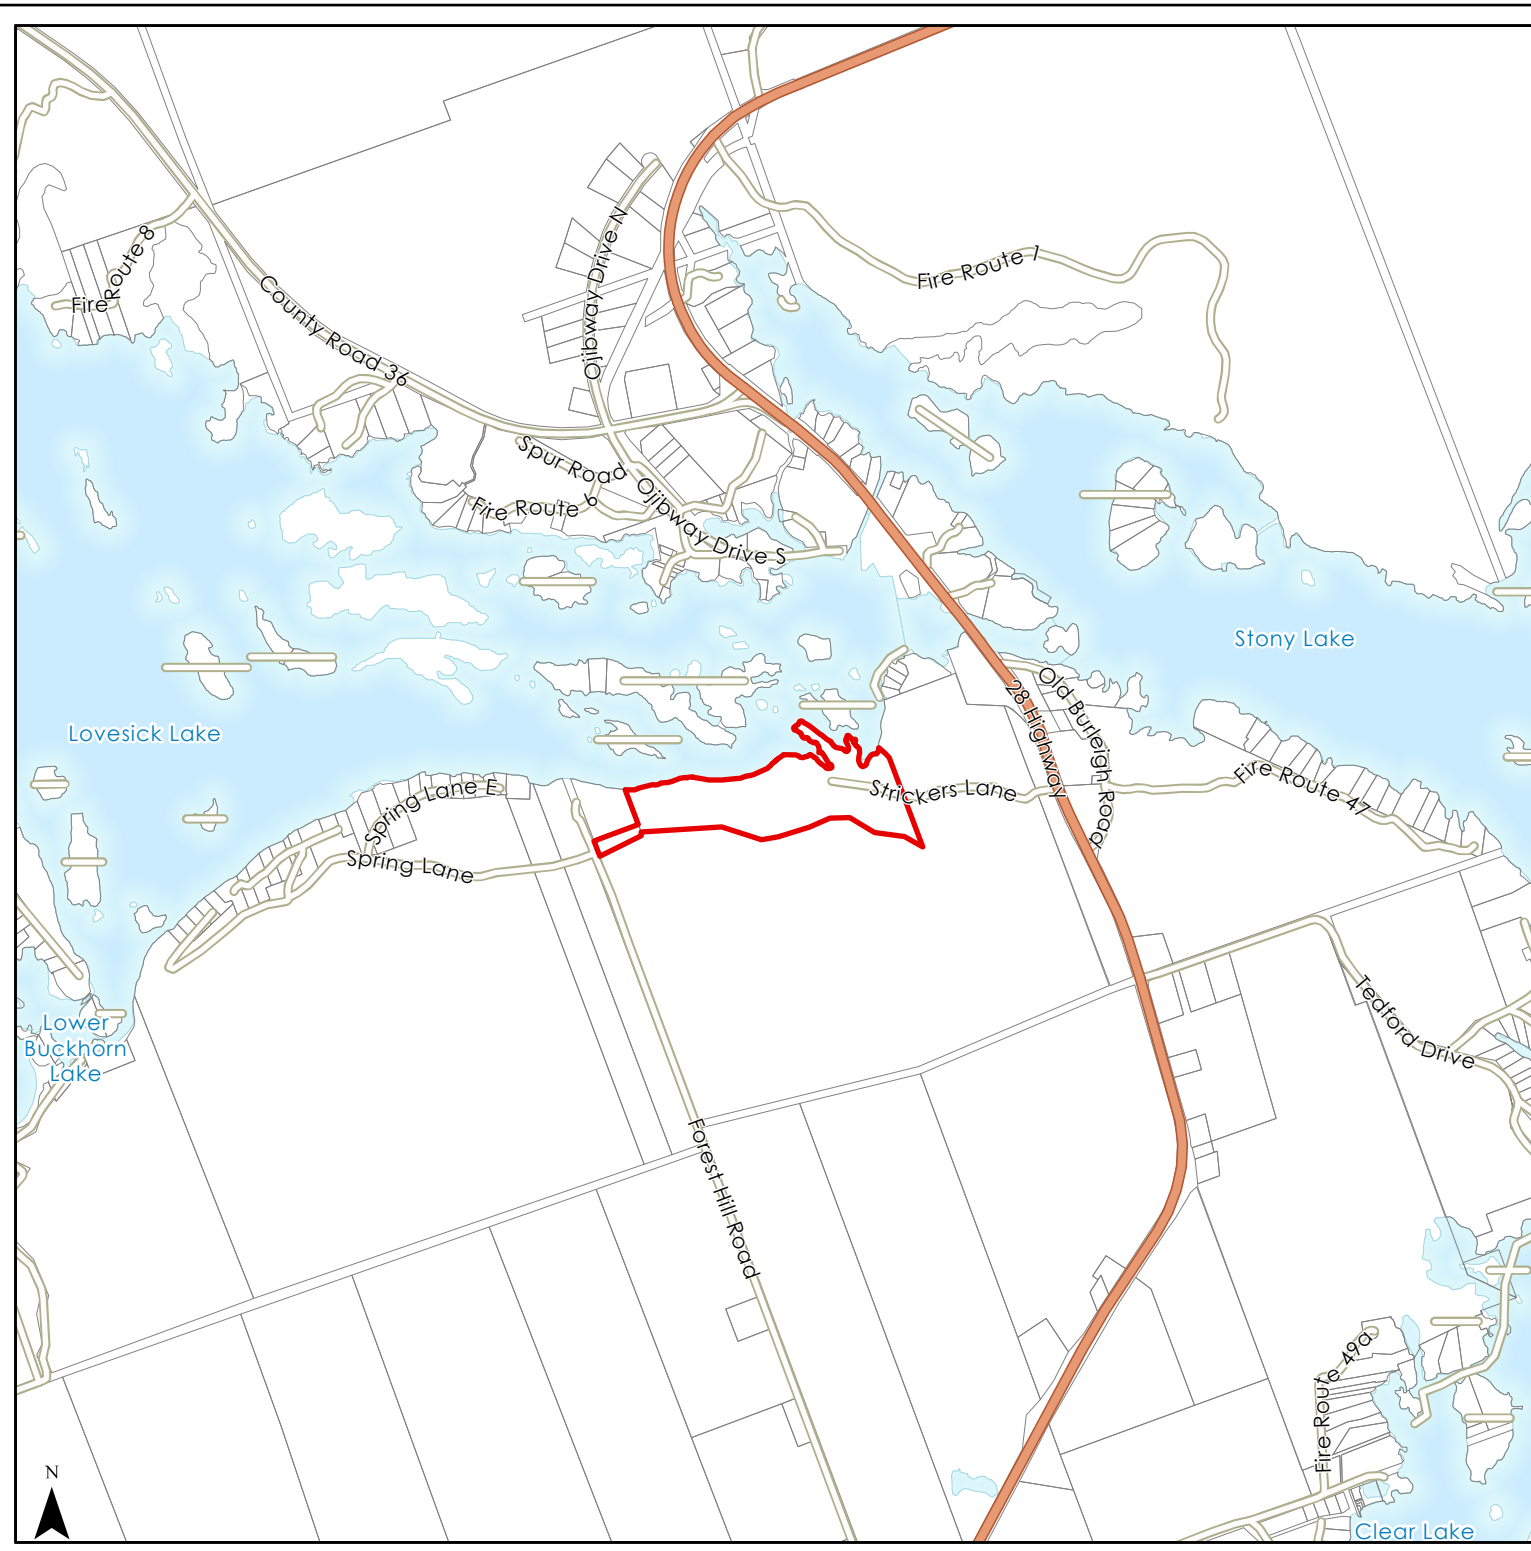 Ojibway Drive N
Fire Route 8
Fire Route 1
County Road 36
Spur Road
Fire Route 6
Ojibway Drive S
Stony Lake
28 Highway
Old Burleigh Road
Lovesick Lake
Strickers Lane
Fire Route 47
Spring Lane E
Spring Lane
Tedford Drive
Lower
Buckhorn
Lake
Forest Hill Road
Fire Route 49a
N
Clear Lake